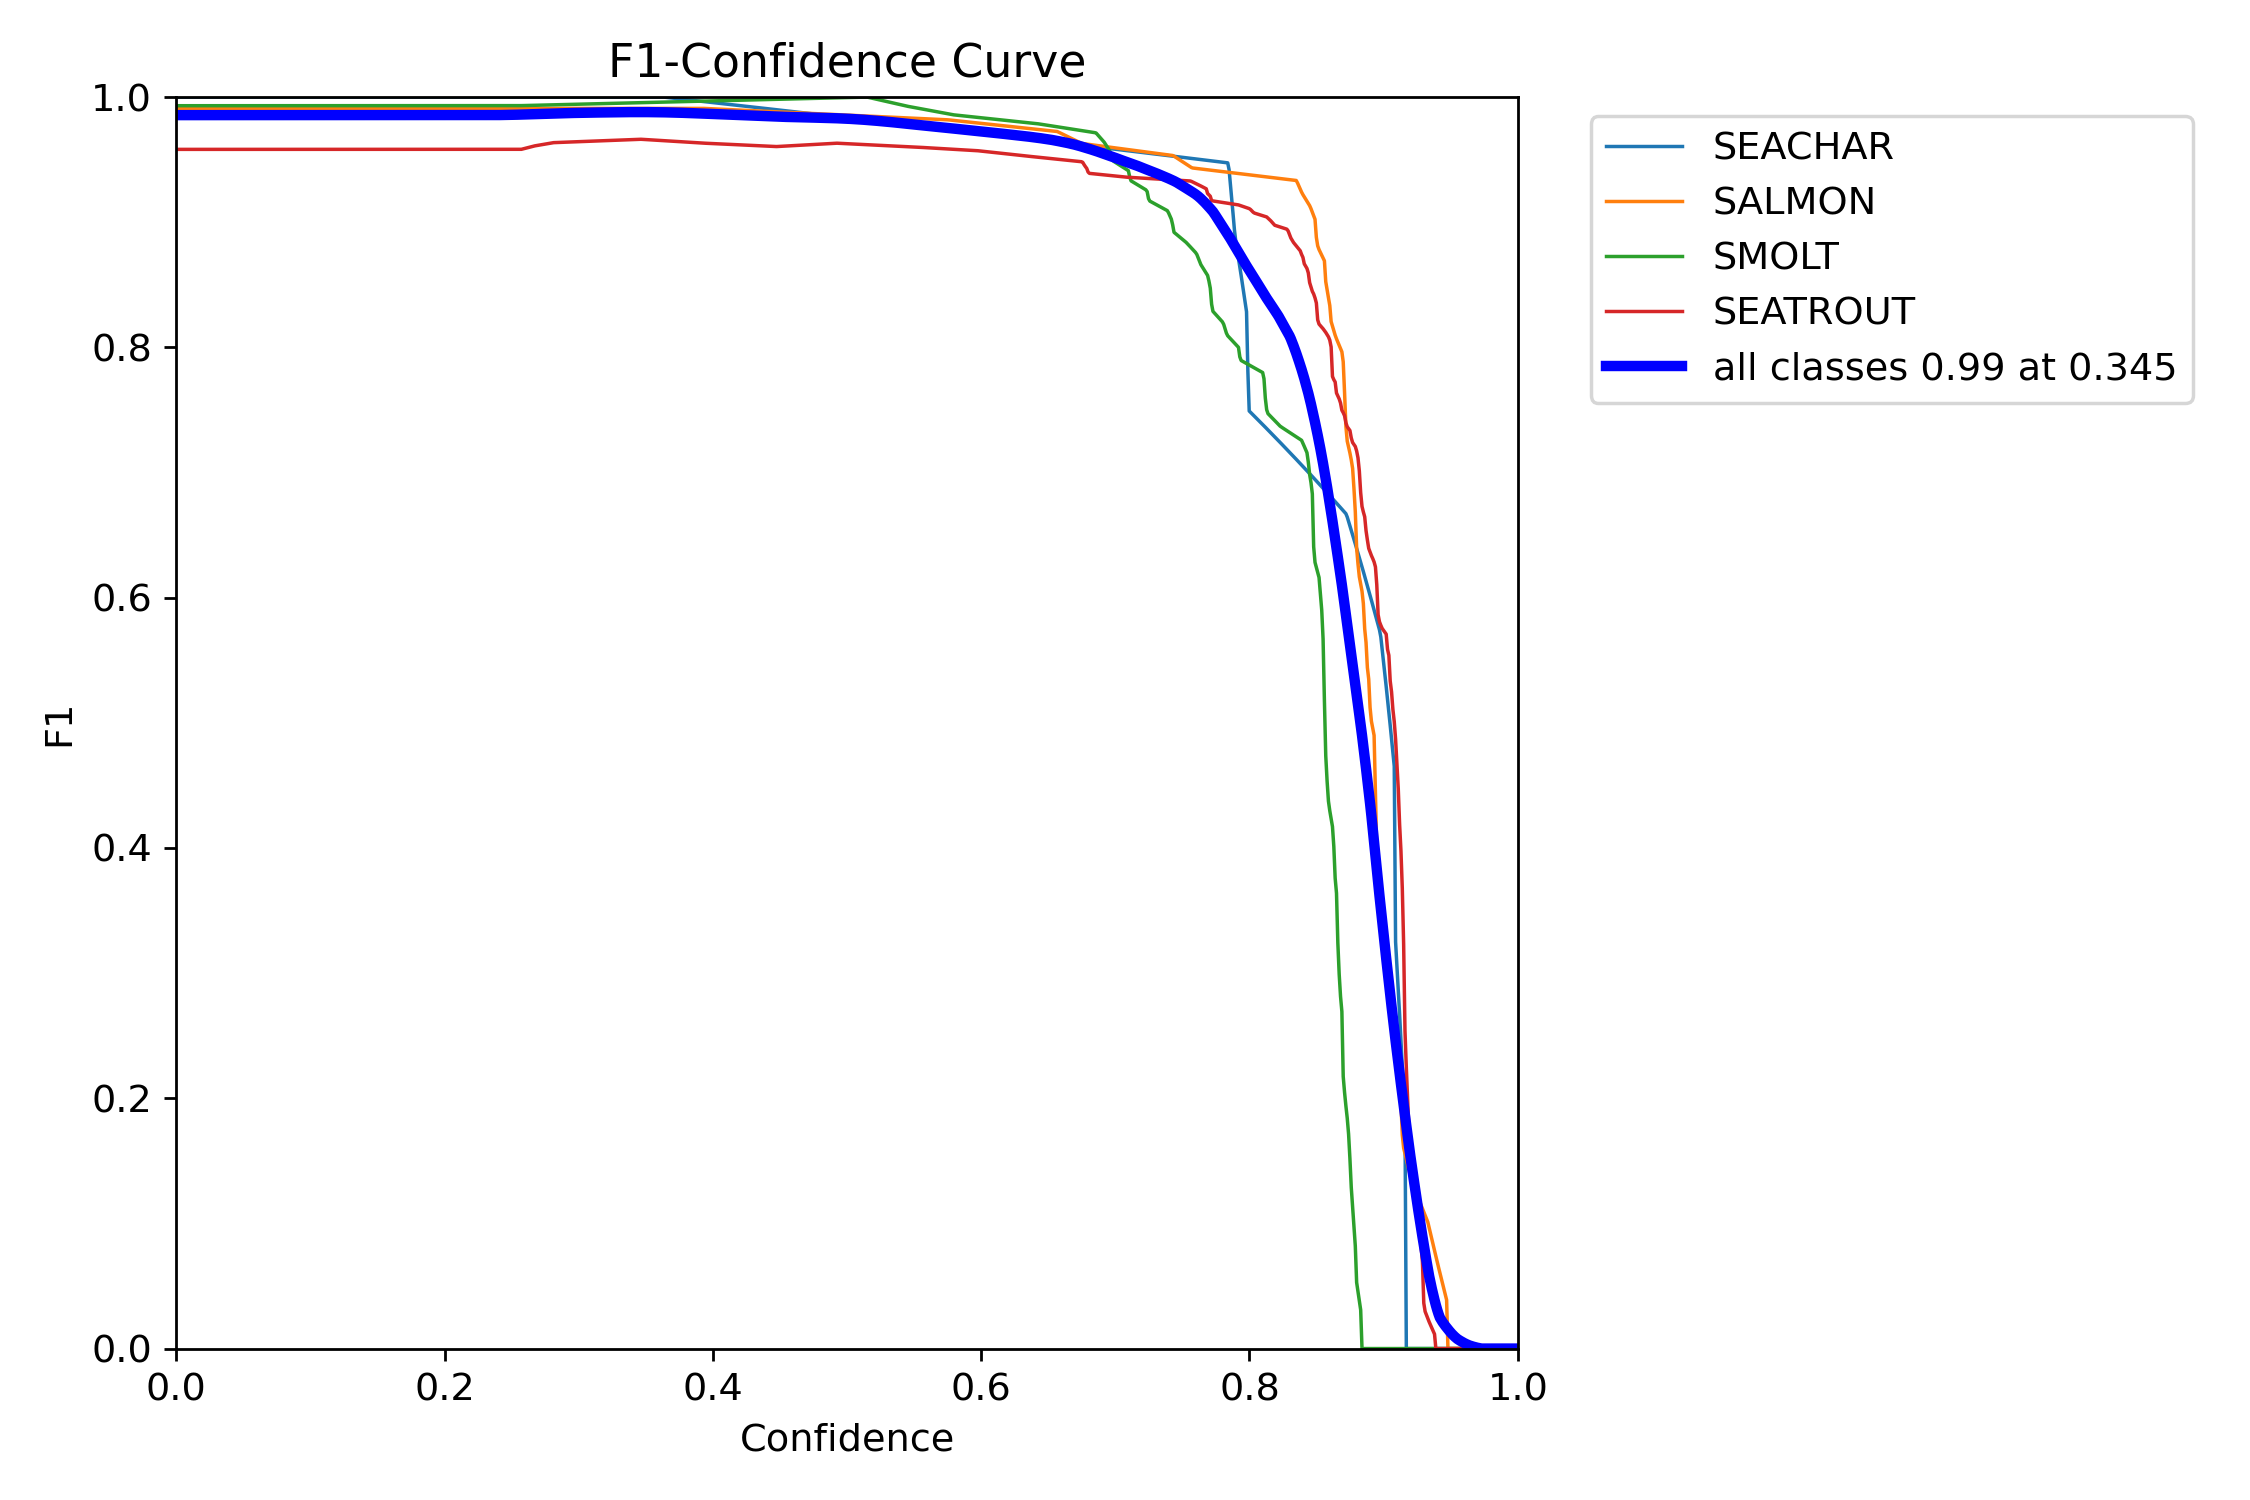 F1-Confidence Curve
1.0
0.8
0.6
0.4
0.2
0.0
F1
0.0 0.2 0.4 0.6 0.8 1.0
Confidence
SEACHAR
SALMON
SMOLT
SEATROUT
all classes 0.99 at 0.345